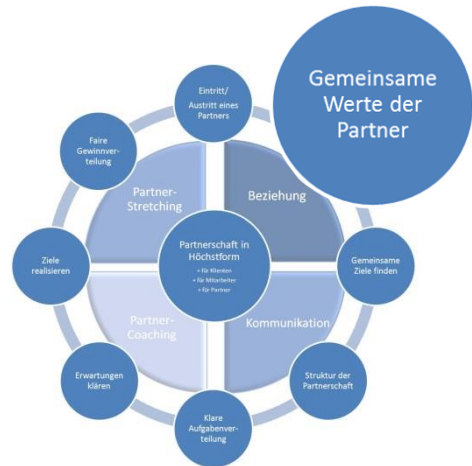 Gemeinsame
Werte der
Partner
Eintritt/
Austritt eines
Partners
Faire
Gewinnver-
teilung
Partner-
Stretching
Beziehung
Partnerschaft in
Höchstform
+ für Klienten
+ für Mitarbeiter
+ für Partner
Ziele
realisieren
Gemeinsame
Ziele finden
Partner-
Coaching
Kommunikation
Erwartungen
klären
Struktur der
Partnerschaft
Klare
Aufgabenver-
teilung